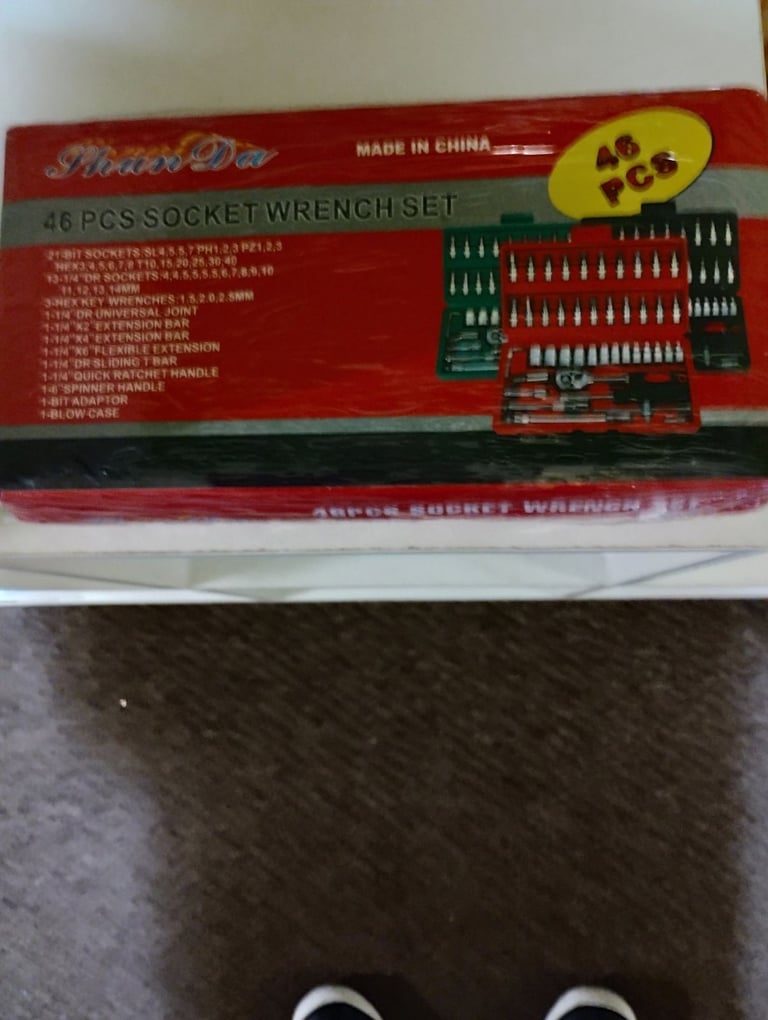 Shan Da
MADE IN CHINA
46
PCS
46 PCS SOCKET WRENCH SET
21-BIT SOCKETS:SL4,5.5,7 PH1,2,3 PZ1,2,3
HEX3,4,5,6,7,8 T10,15,20,25,30,40
13-1/4"DR SOCKETS:4,4.5,5,5.5,6,7,8,9,10
11,12,13,14MM
3-HEX KEY WRENCHES:1.5,2.0,2.5MM
1-1/4"DR UNIVERSAL JOINT
1-1/4"X2" EXTENSION BAR
1-1/4"X4" EXTENSION BAR
1-1/4"X6"FLEXIBLE EXTENSION
1-1/4"DR SLIDING T BAR
1-1/4"QUICK RATCHET HANDLE
1-6"SPINNER HANDLE
1-BIT ADAPTOR
1-BLOW CASE
46PCS SOCKET WRENCH SET